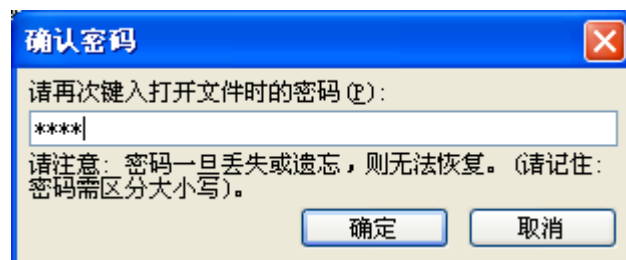 确认密码
请再次键入打开文件时的密码(P):
****
请注意: 密码一旦丢失或遗忘，则无法恢复。(请记住:
密码需区分大小写)。
确定
取消